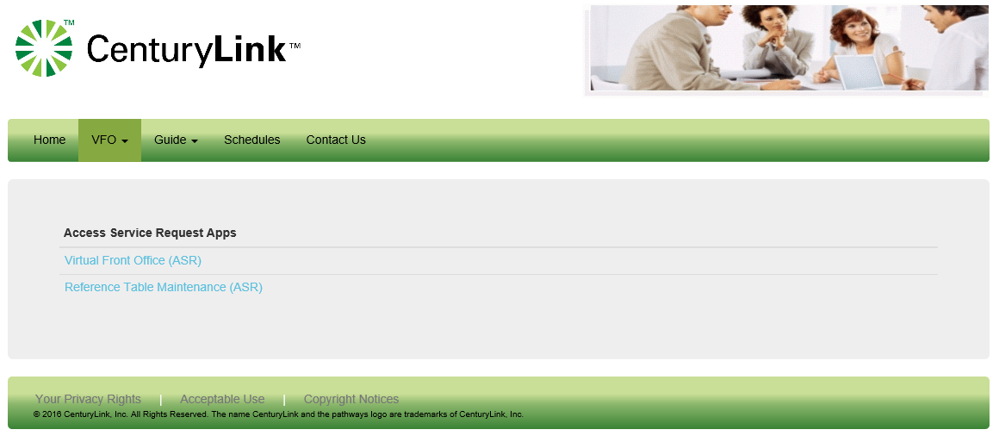 CenturyLink™
Home VFO Guide Schedules Contact Us
Access Service Request Apps
Virtual Front Office (ASR)
Reference Table Maintenance (ASR)
Your Privacy Rights | Acceptable Use | Copyright Notices
© 2016 CenturyLink, Inc. All Rights Reserved. The name CenturyLink and the pathways logo are trademarks of CenturyLink, Inc.